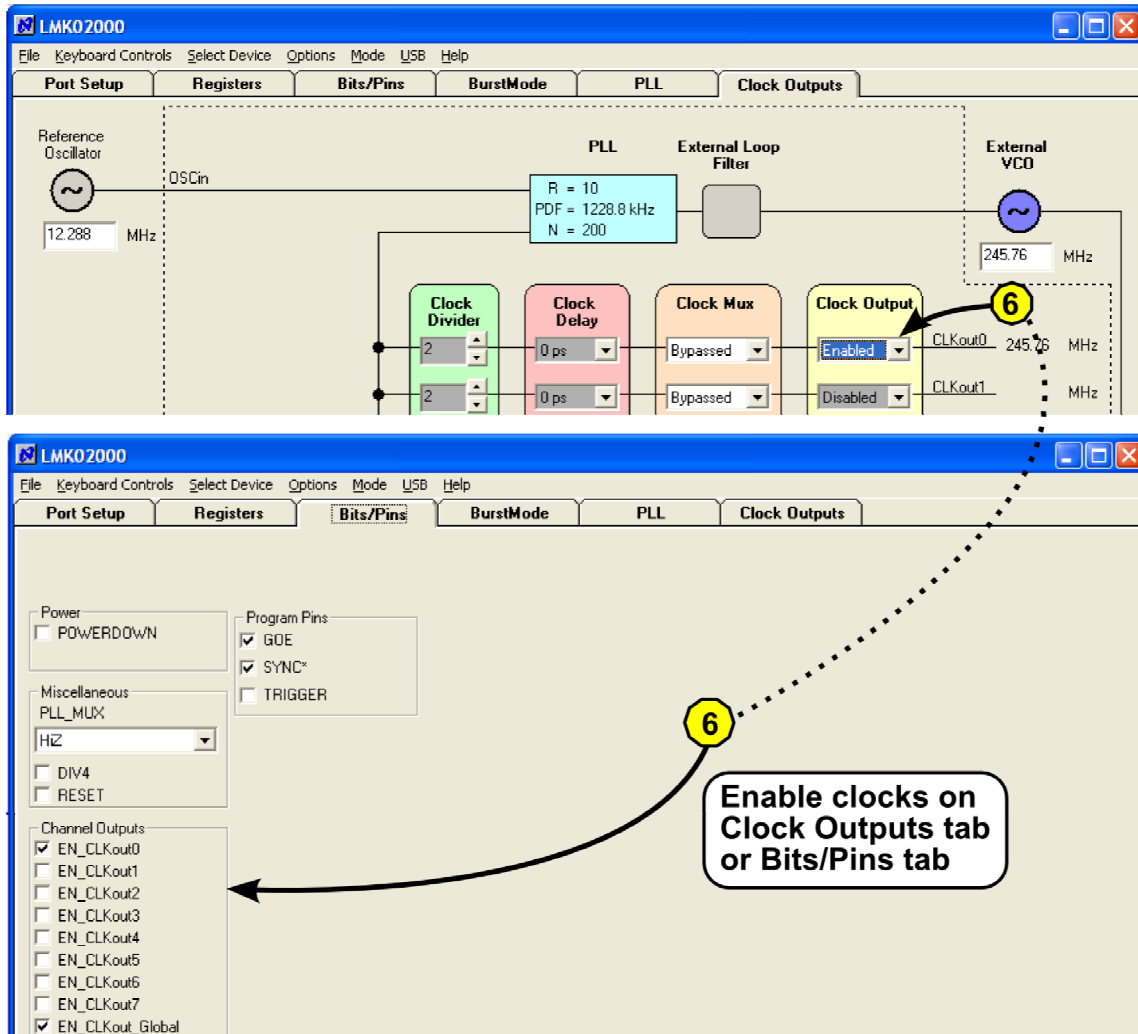 LMK02000
File Keyboard Controls Select Device Options Mode USB Help
Port Setup Registers Bits/Pins BurstMode PLL Clock Outputs
Reference
Oscillator
12.288 MHz
OSCin
PLL
R = 10
PDF = 1228.8 kHz
N = 200
External Loop
Filter
External
VCO
245.76 MHz
Clock
Divider
Clock
Delay
Clock Mux
Clock Output
6
2 0 ps Bypassed Enabled CLKout0 245.76 MHz
2 0 ps Bypassed Disabled CLKout1 MHz
LMK02000
File Keyboard Controls Select Device Options Mode USB Help
Port Setup Registers Bits/Pins BurstMode PLL Clock Outputs
Power
POWERDOWN
Program Pins
GOE
SYNC*
TRIGGER
Miscellaneous
PLL_MUX
HiZ
DIV4
RESET
6
Enable clocks on
Clock Outputs tab
or Bits/Pins tab
Channel Outputs
EN_CLKout0
EN_CLKout1
EN_CLKout2
EN_CLKout3
EN_CLKout4
EN_CLKout5
EN_CLKout6
EN_CLKout7
EN_CLKout_Global